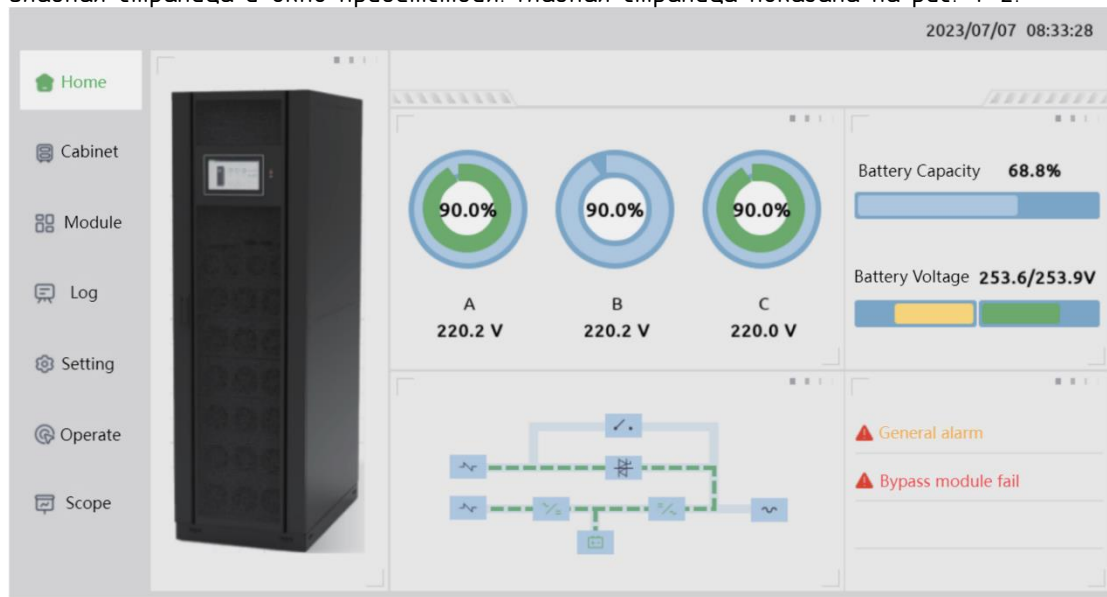 2023/07/07 08:33:28
Home
Cabinet
Module
Log
Setting
Operate
Scope
90.0%
90.0%
90.0%
A
B
C
220.2 V
220.2 V
220.0 V
Battery Capacity 68.8%
Battery Voltage 253.6/253.9V
General alarm
Bypass module fail